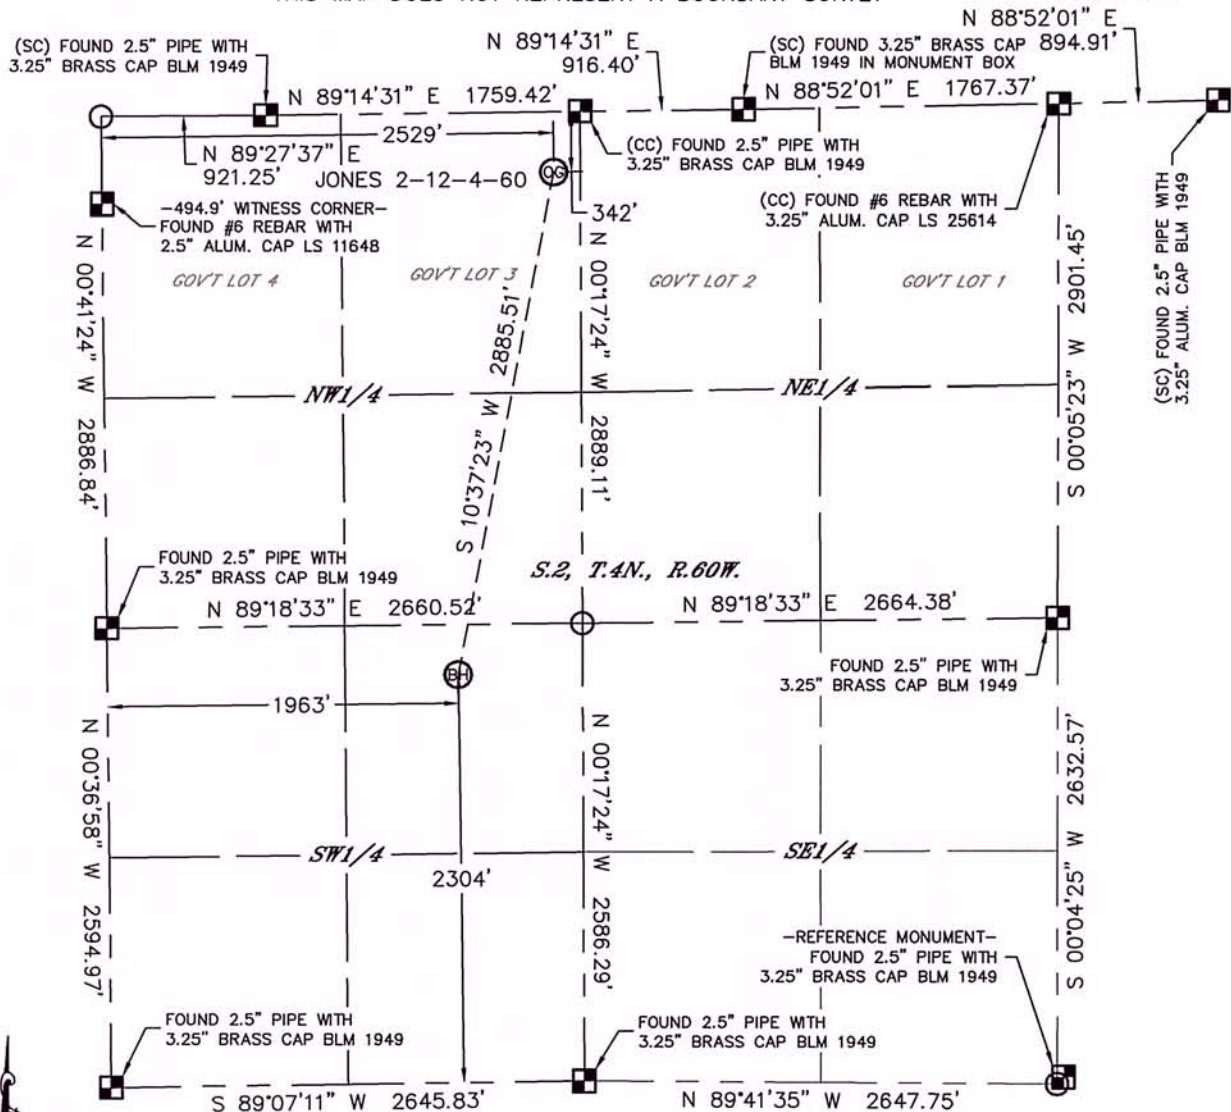 N 88°52'01" E
894.91'
(SC) FOUND 2.5" PIPE WITH
3.25" BRASS CAP BLM 1949
N 89°14'31" E
916.40'
(SC) FOUND 3.25" BRASS CAP
BLM 1949 IN MONUMENT BOX
N 89°14'31" E 1759.42'
N 88°52'01" E 1767.37'
2529'
N 89°27'37" E
921.25'
(CC) FOUND 2.5" PIPE WITH
3.25" BRASS CAP BLM 1949
JONES 2-12-4-60
OG
342'
-494.9' WITNESS CORNER-
FOUND #6 REBAR WITH
2.5" ALUM. CAP LS 11648
(CC) FOUND #6 REBAR WITH
3.25" ALUM. CAP LS 25614
(SC) FOUND 2.5" PIPE WITH
3.25" ALUM. CAP BLM 1949
GOV'T LOT 4
GOV'T LOT 3
GOV'T LOT 2
GOV'T LOT 1
N 00°41'24" W 2886.84'
S 10°37'23" W 2885.51'
N 00°17'24" W 2889.11'
S 00°05'23" W 2901.45'
NW1/4
NE1/4
FOUND 2.5" PIPE WITH
3.25" BRASS CAP BLM 1949
S.2, T.4N., R.60W.
N 89°18'33" E 2660.52'
N 89°18'33" E 2664.38'
FOUND 2.5" PIPE WITH
3.25" BRASS CAP BLM 1949
BH
1963'
N 00°36'58" W 2594.97'
N 00°17'24" W 2586.29'
S 00°04'25" W 2632.57'
SW1/4
SE1/4
2304'
-REFERENCE MONUMENT-
FOUND 2.5" PIPE WITH
3.25" BRASS CAP BLM 1949
FOUND 2.5" PIPE WITH
3.25" BRASS CAP BLM 1949
FOUND 2.5" PIPE WITH
3.25" BRASS CAP BLM 1949
S 89°07'11" W 2645.83'
N 89°41'35" W 2647.75'